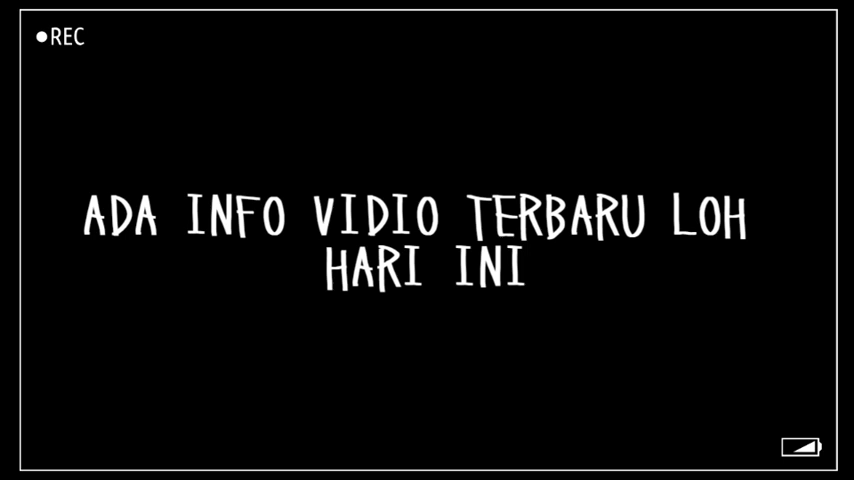 REC
ADA INFO VIDIO TERBARU LOH
HARI INI